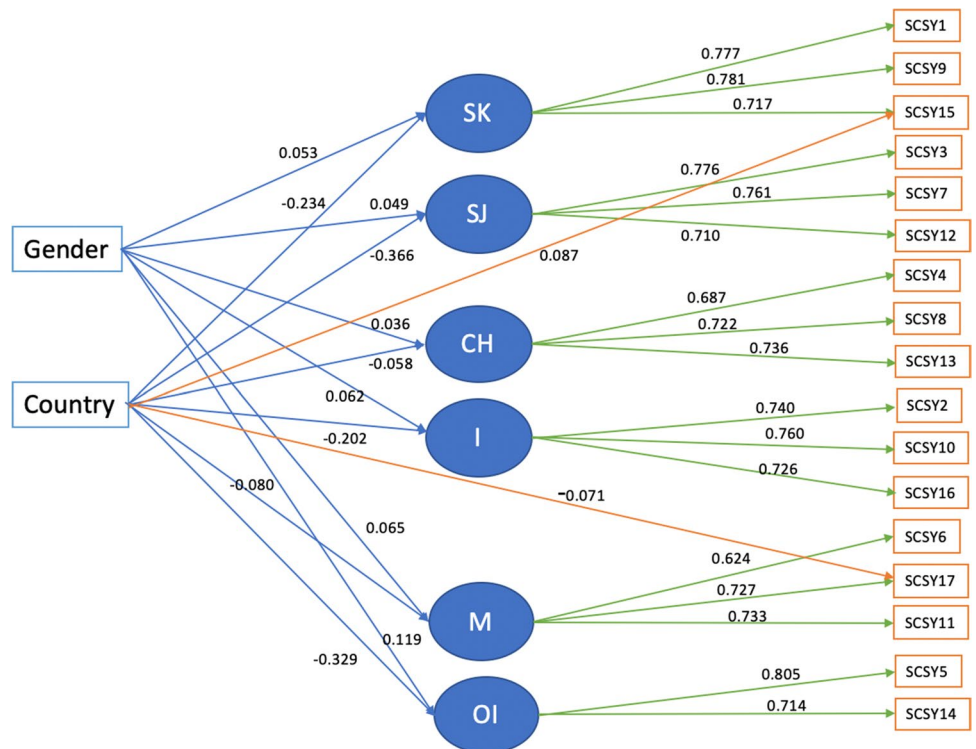 SCSY1
0.777
SCSY9
0.781
SK
0.717
SCSY15
0.053
SCSY3
0.776
0.761
SCSY7
-0.234
0.049
SJ
0.710
SCSY12
Gender
-0.366
0.087
SCSY4
0.687
0.036
0.722
SCSY8
CH
0.736
SCSY13
-0.058
Country
0.062
0.740
SCSY2
-0.202
I
0.760
SCSY10
0.726
SCSY16
-0.080
-0.071
0.065
SCSY6
0.624
0.727
SCSY17
M
0.733
SCSY11
0.119
-0.329
0.805
SCSY5
OI
0.714
SCSY14